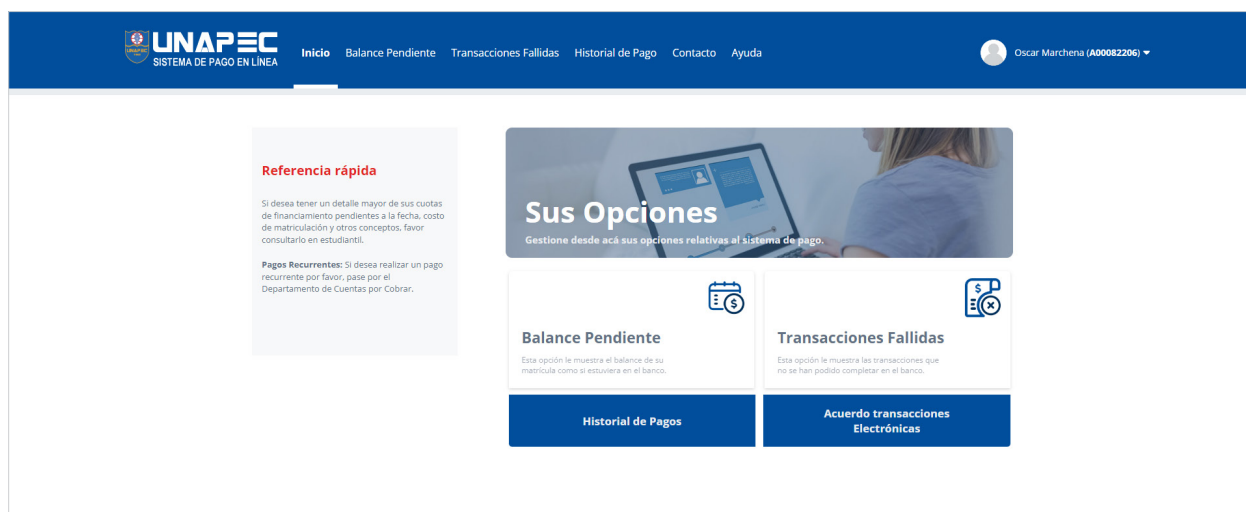 UNAPEC
SISTEMA DE PAGO EN LÍNEA
Inicio Balance Pendiente Transacciones Fallidas Historial de Pago Contacto Ayuda
Oscar Marchena (A00082206)
Referencia rápida
Si desea tener un detalle mayor de sus cuotas
de financiamiento pendientes a la fecha, costo
de matriculación y otros conceptos, favor
consultarlo en estudiantil.
Pagos Recurrentes: Si desea realizar un pago
recurrente por favor, pase por el
Departamento de Cuentas por Cobrar.
Sus Opciones
Gestione desde acá sus opciones relativas al sistema de pago.
Balance Pendiente
Esta opción le muestra el balance de su
matrícula como si estuviera en el banco.
Transacciones Fallidas
Esta opción le muestra las transacciones que
no se han podido completar en el banco.
Historial de Pagos
Acuerdo transacciones
Electrónicas